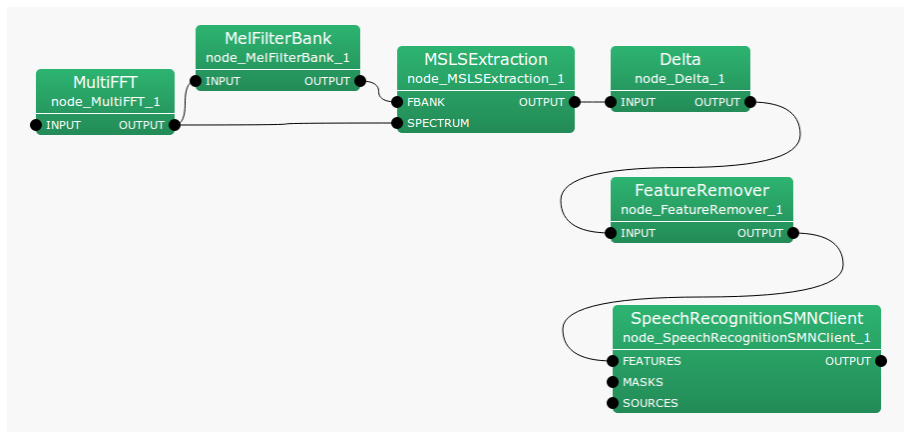 MultiFFT
node_MultiFFT_1
INPUT OUTPUT
MelFilterBank
node_MelFilterBank_1
INPUT OUTPUT
MSLSExtraction
node_MSLSExtraction_1
FBANK OUTPUT
SPECTRUM
Delta
node_Delta_1
INPUT OUTPUT
FeatureRemover
node_FeatureRemover_1
INPUT OUTPUT
SpeechRecognitionSMNClient
node_SpeechRecognitionSMNClient_1
FEATURES OUTPUT
MASKS
SOURCES